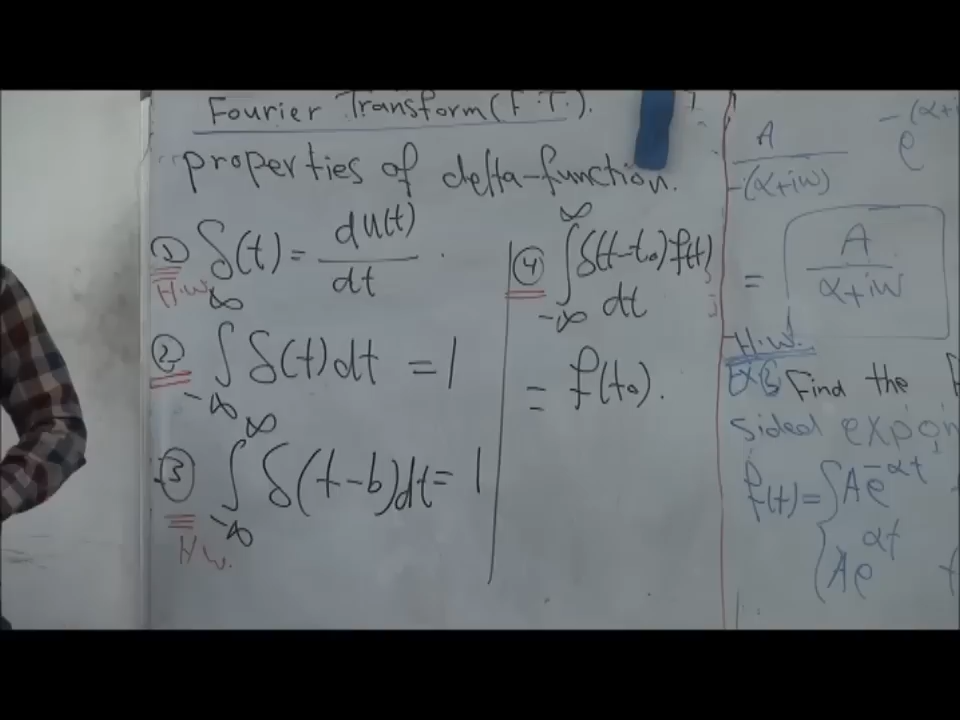 Fourier Transform (F.T.).
properties of delta-function.
① δ(t) = du(t)/dt .
H.w.
② ∫_{-∞}^{∞} δ(t)dt = 1
③ ∫_{-∞}^{∞} δ(t-b)dt = 1
H.w.
④ ∫_{-∞}^{∞} δ(t-t₀) f(t) dt
= f(t₀).
A/-(α+iω) e^-(α+i
= A/α+iω
H.w.
Find the
sided expon
f(t) = { Ae^-αt
Ae^αt